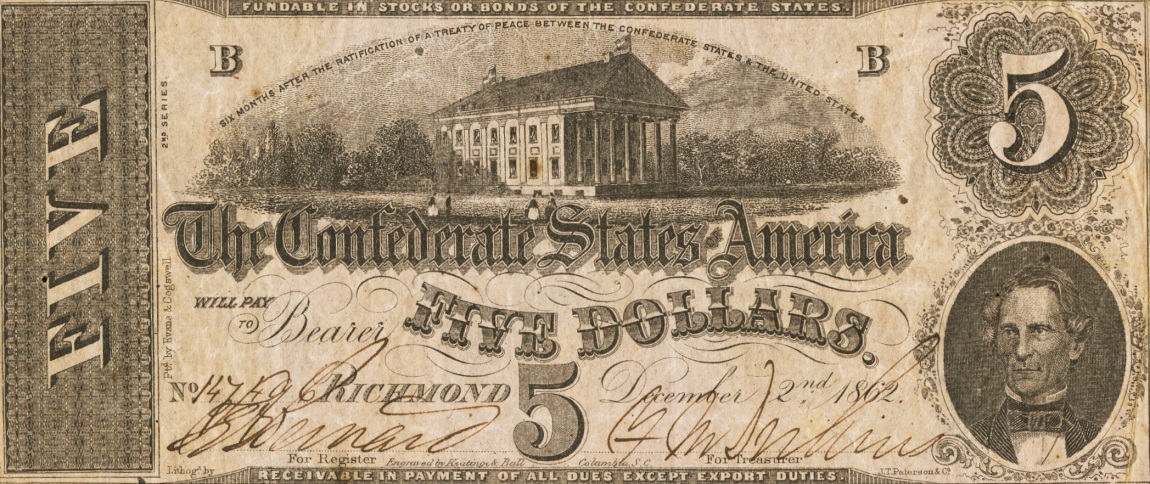 FUNDABLE IN STOCKS OR BONDS OF THE CONFEDERATE STATES.
SIX MONTHS AFTER THE RATIFICATION OF A TREATY OF PEACE BETWEEN THE CONFEDERATE STATES & THE UNITED STATES
B
B
5
2ND SERIES
FIVE
The Confederate States America
WILL PAY
TO Bearer
FIVE DOLLARS.
Ptd by Evans & Cogswell
No
RICHMOND 5 December 2nd 1862.
For Register
Engraved by Keatinge & Ball
Columbia, S.C.
For Treasurer
Lithogd by
J.T. Paterson & Co
RECEIVABLE IN PAYMENT OF ALL DUES EXCEPT EXPORT DUTIES.